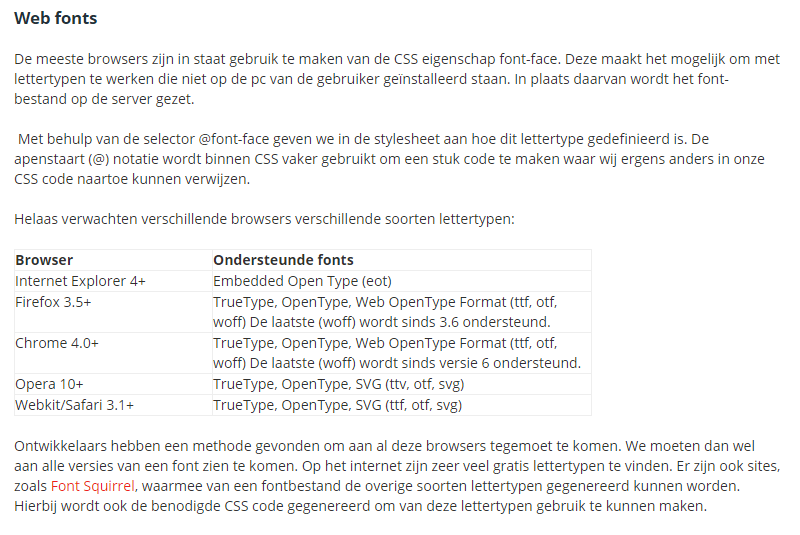 Web fonts
De meeste browsers zijn in staat gebruik te maken van de CSS eigenschap font-face. Deze maakt het mogelijk om met
lettertypen te werken die niet op de pc van de gebruiker geïnstalleerd staan. In plaats daarvan wordt het font-
bestand op de server gezet.
Met behulp van de selector @font-face geven we in de stylesheet aan hoe dit lettertype gedefinieerd is. De
apenstaart (@) notatie wordt binnen CSS vaker gebruikt om een stuk code te maken waar wij ergens anders in onze
CSS code naartoe kunnen verwijzen.
Helaas verwachten verschillende browsers verschillende soorten lettertypen:
Browser Ondersteunde fonts
Internet Explorer 4+ Embedded Open Type (eot)
Firefox 3.5+ TrueType, OpenType, Web OpenType Format (ttf, otf,
woff) De laatste (woff) wordt sinds 3.6 ondersteund.
Chrome 4.0+ TrueType, OpenType, Web OpenType Format (ttf, otf,
woff) De laatste (woff) wordt sinds versie 6 ondersteund.
Opera 10+ TrueType, OpenType, SVG (ttv, otf, svg)
Webkit/Safari 3.1+ TrueType, OpenType, SVG (ttf, otf, svg)
Ontwikkelaars hebben een methode gevonden om aan al deze browsers tegemoet te komen. We moeten dan wel
aan alle versies van een font zien te komen. Op het internet zijn zeer veel gratis lettertypen te vinden. Er zijn ook sites,
zoals Font Squirrel, waarmee van een fontbestand de overige soorten lettertypen gegenereerd kunnen worden.
Hierbij wordt ook de benodigde CSS code gegenereerd om van deze lettertypen gebruik te kunnen maken.